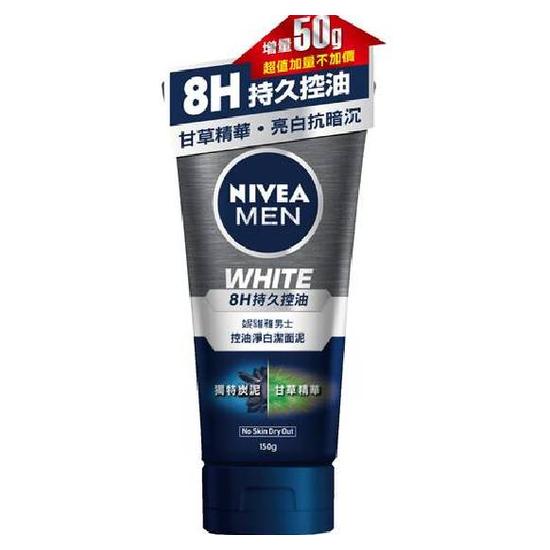 增量50g
超值加量不加價
8H持久控油
甘草精華·亮白抗暗沉
NIVEA
MEN
WHITE
8H持久控油
妮維雅男士
控油淨白潔面泥
獨特炭泥 甘草精華
No Skin Dry Out
150g